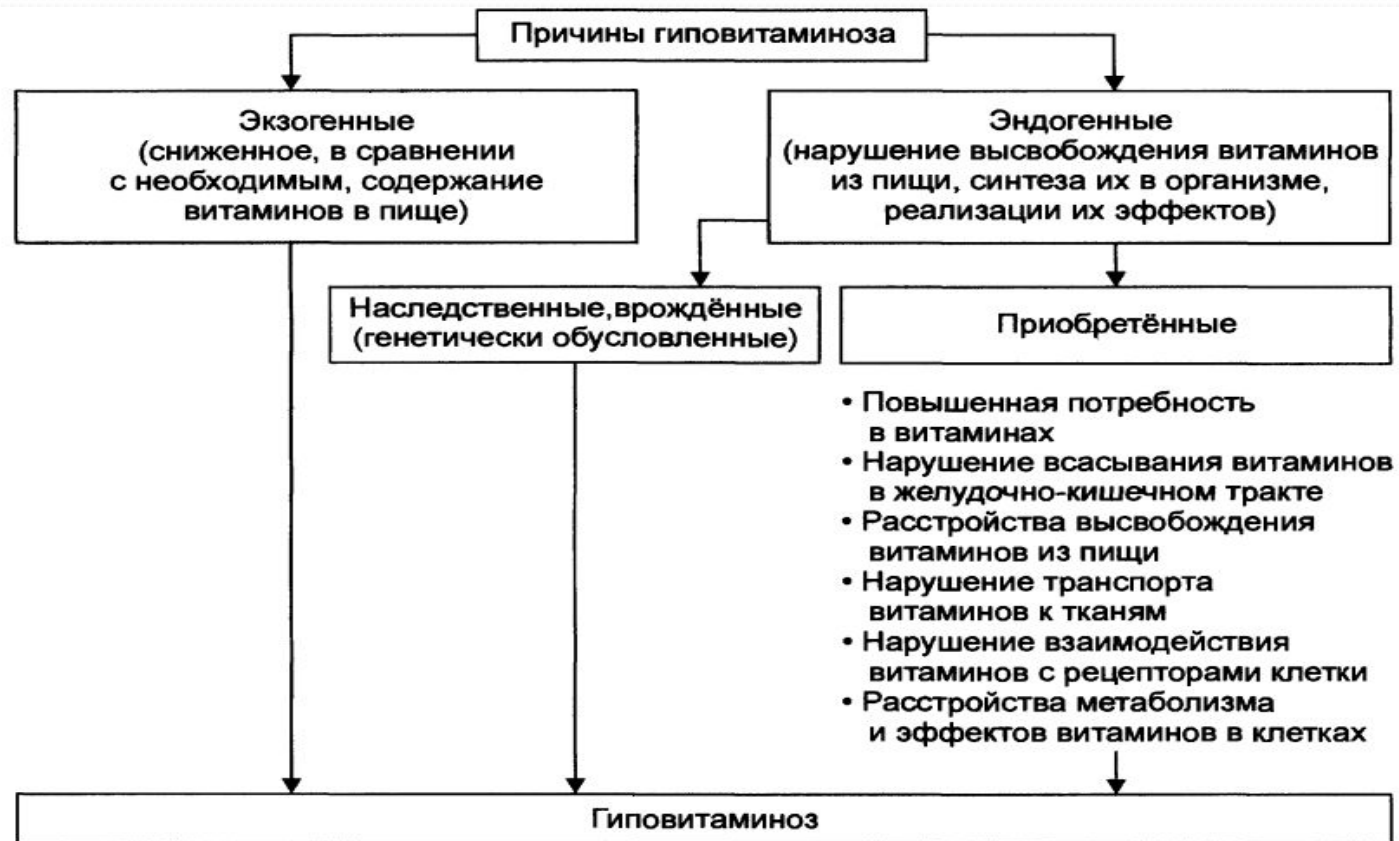 Причины гиповитаминоза
Экзогенные
(сниженное, в сравнении
с необходимым, содержание
витаминов в пище)
Эндогенные
(нарушение высвобождения витаминов
из пищи, синтеза их в организме,
реализации их эффектов)
Наследственные,врождённые
(генетически обусловленные)
Приобретённые
• Повышенная потребность
в витаминах
• Нарушение всасывания витаминов
в желудочно-кишечном тракте
• Расстройства высвобождения
витаминов из пищи
• Нарушение транспорта
витаминов к тканям
• Нарушение взаимодействия
витаминов с рецепторами клетки
• Расстройства метаболизма
и эффектов витаминов в клетках
Гиповитаминоз